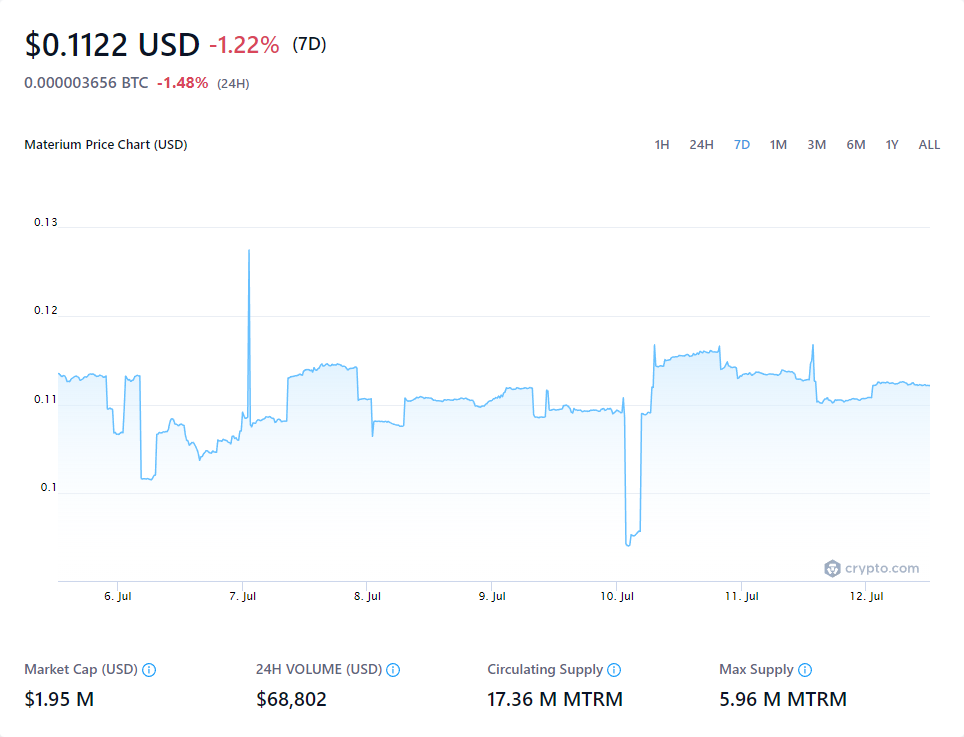 $0.1122 USD -1.22% (7D)
0.000003656 BTC -1.48% (24H)
Materium Price Chart (USD) 1H 24H 7D 1M 3M 6M 1Y ALL
0.13
0.12
0.11
0.1
crypto.com
6. Jul 7. Jul 8. Jul 9. Jul 10. Jul 11. Jul 12. Jul
Market Cap (USD) 24H VOLUME (USD) Circulating Supply Max Supply
$1.95 M $68,802 17.36 M MTRM 5.96 M MTRM